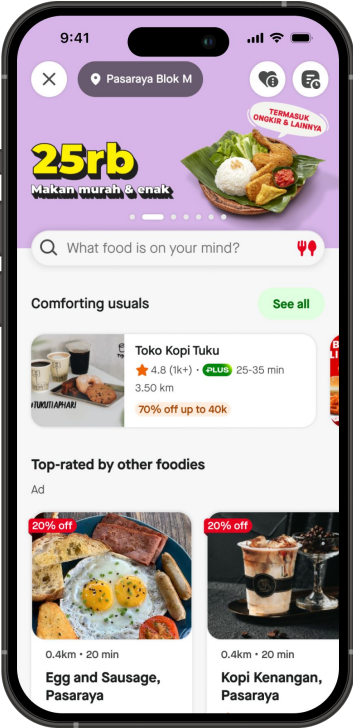 9:41
Pasaraya Blok M
TERMASUK
ONGKIR & LAINNYA
25rb
Makan murah & enak
What food is on your mind?
Comforting usuals
See all
Toko Kopi Tuku
4.8 (1k+) • PLUS 25-35 min
3.50 km
#TUKUTIAPHARI
70% off up to 40k
Top-rated by other foodies
Ad
20% off
20% off
0.4km • 20 min
0.4km • 20 min
Egg and Sausage,
Pasaraya
Kopi Kenangan,
Pasaraya